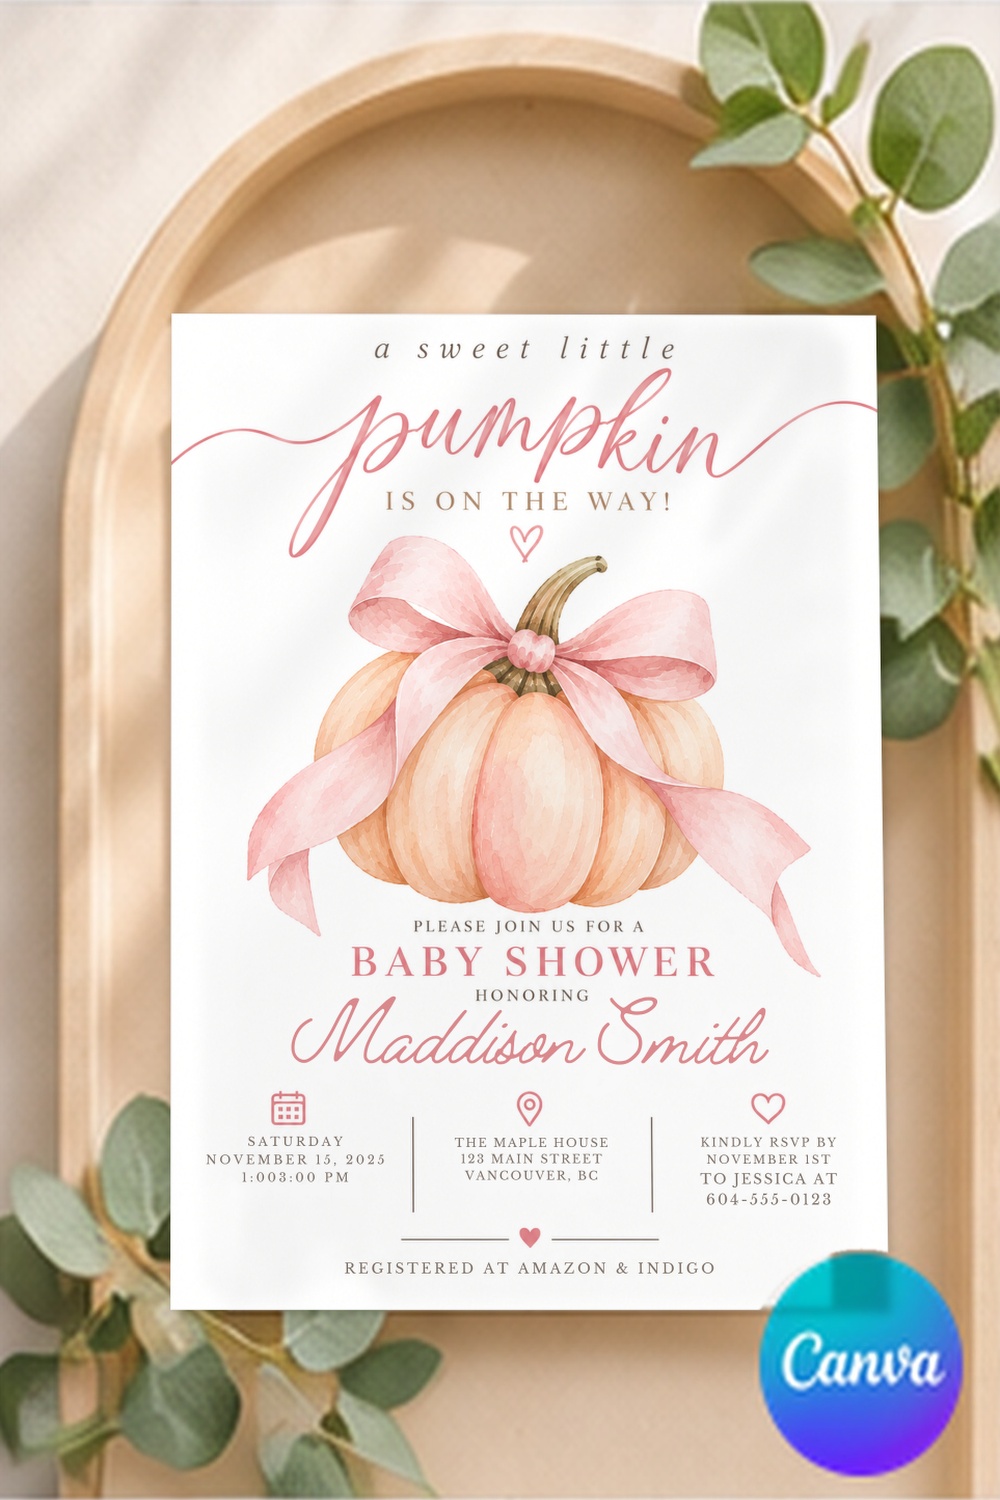 a sweet little
pumpkin
IS ON THE WAY!
PLEASE JOIN US FOR A
BABY SHOWER
HONORING
Maddison Smith
SATURDAY
NOVEMBER 15, 2025
1:003:00 PM
THE MAPLE HOUSE
123 MAIN STREET
VANCOUVER, BC
KINDLY RSVP BY
NOVEMBER 1ST
TO JESSICA AT
604-555-0123
REGISTERED AT AMAZON & INDIGO
Canva